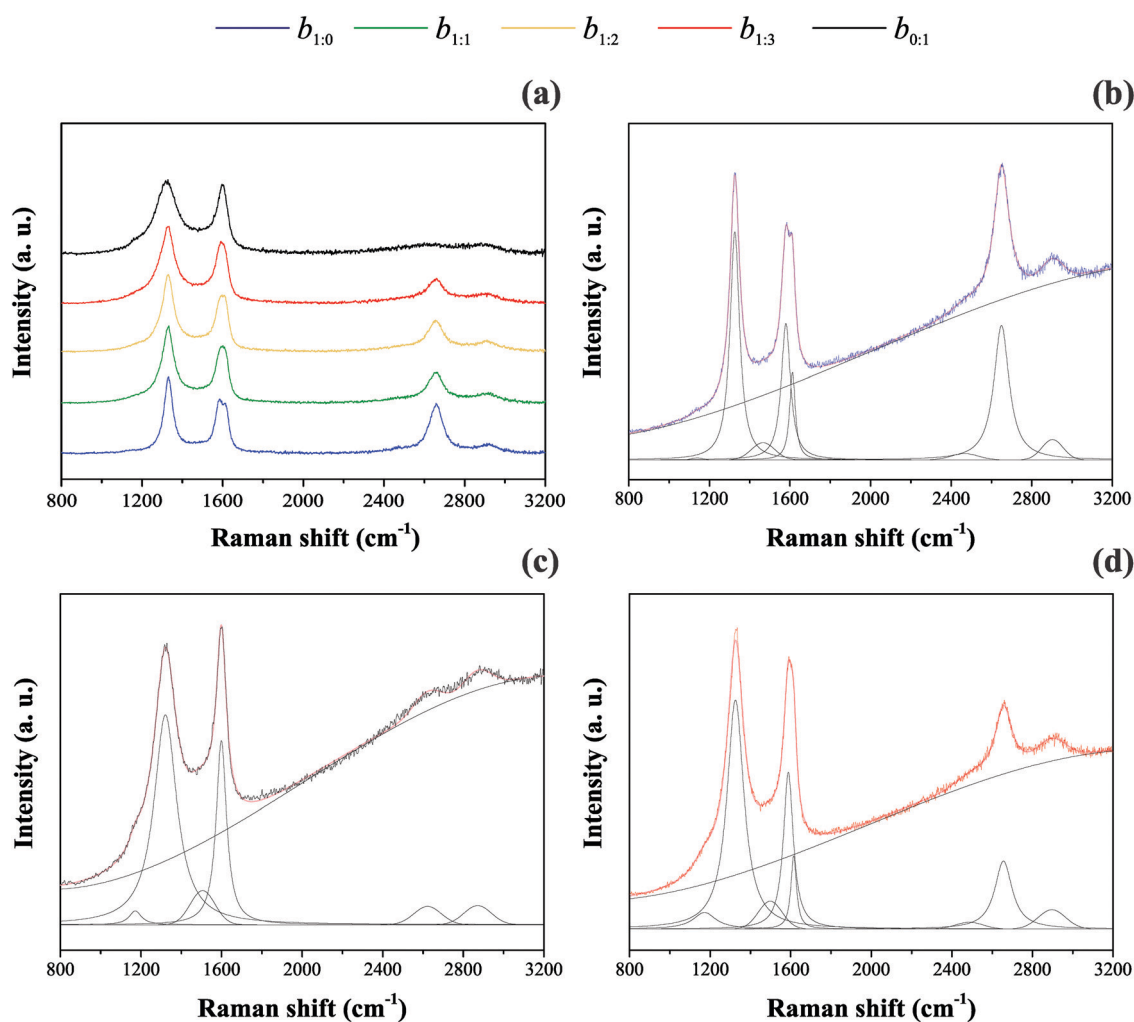 b1:0 b1:1 b1:2 b1:3 b0:1
(a)
Intensity (a. u.)
800 1200 1600 2000 2400 2800 3200
Raman shift (cm-1)
(b)
Intensity (a. u.)
800 1200 1600 2000 2400 2800 3200
Raman shift (cm-1)
(c)
Intensity (a. u.)
800 1200 1600 2000 2400 2800 3200
Raman shift (cm-1)
(d)
Intensity (a. u.)
800 1200 1600 2000 2400 2800 3200
Raman shift (cm-1)